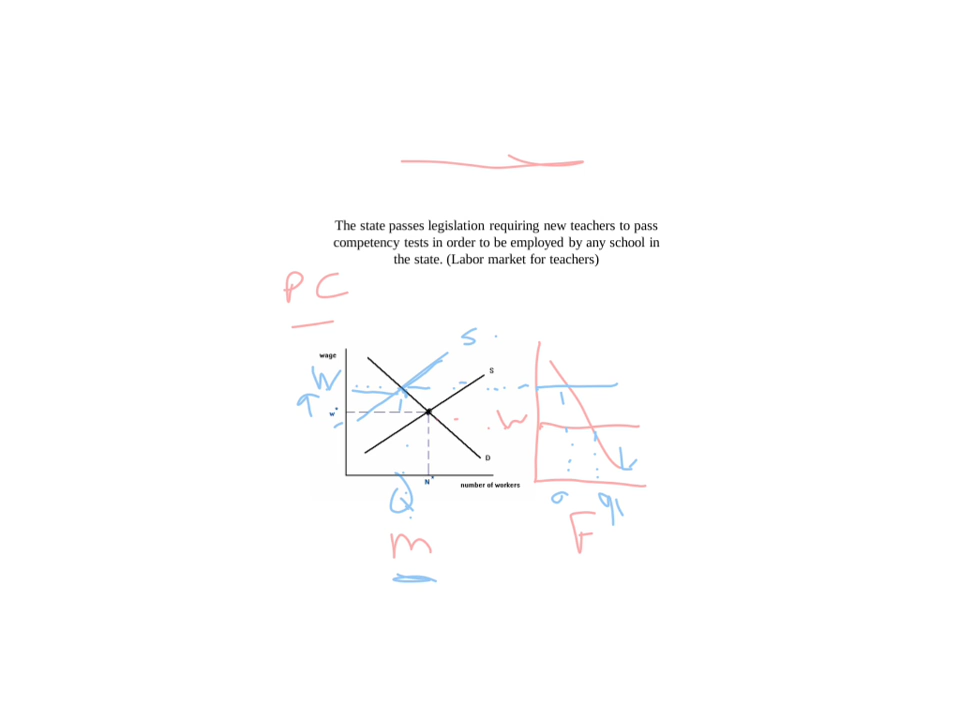 The state passes legislation requiring new teachers to pass
competency tests in order to be employed by any school in
the state. (Labor market for teachers)
PC
S
wage
S
W
w*
W
D
N*
number of workers
Q
q1
M
F